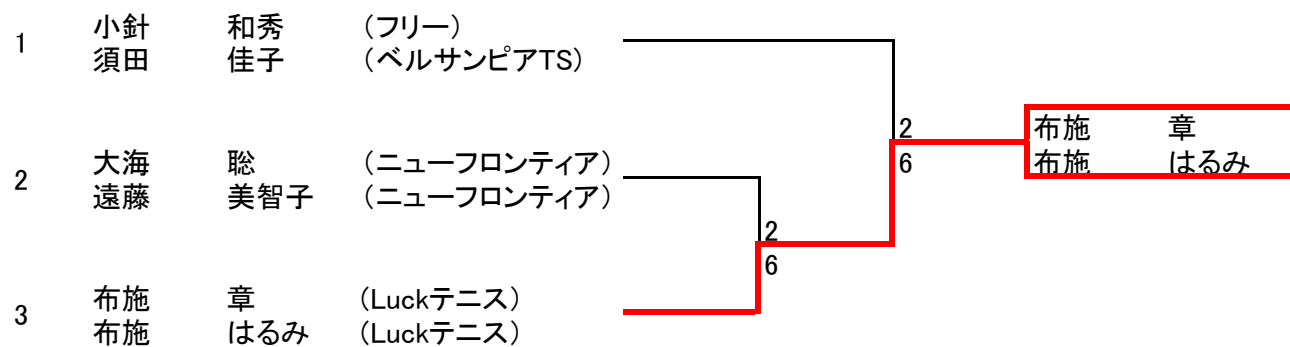 1 小針 和秀 (フリー)
須田 佳子 (ベルサンピアTS)
2 布施 章
6 布施 はるみ
2 大海 聡 (ニューフロンティア)
遠藤 美智子 (ニューフロンティア)
2
6
3 布施 章 (Luckテニス)
布施 はるみ (Luckテニス)